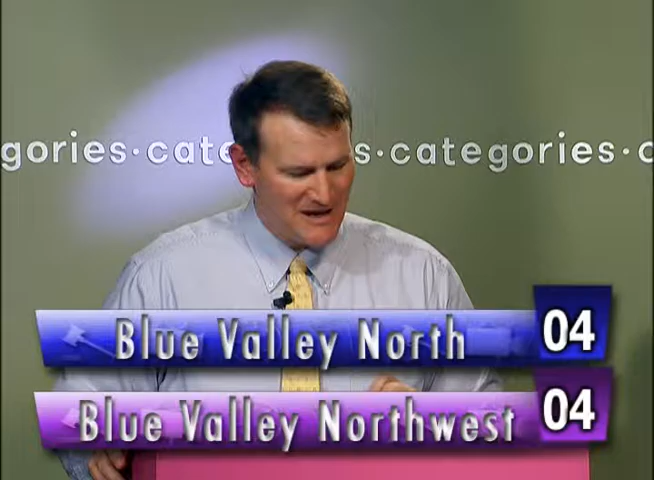 gories·categories·categories·c
Blue Valley North 04
Blue Valley Northwest 04